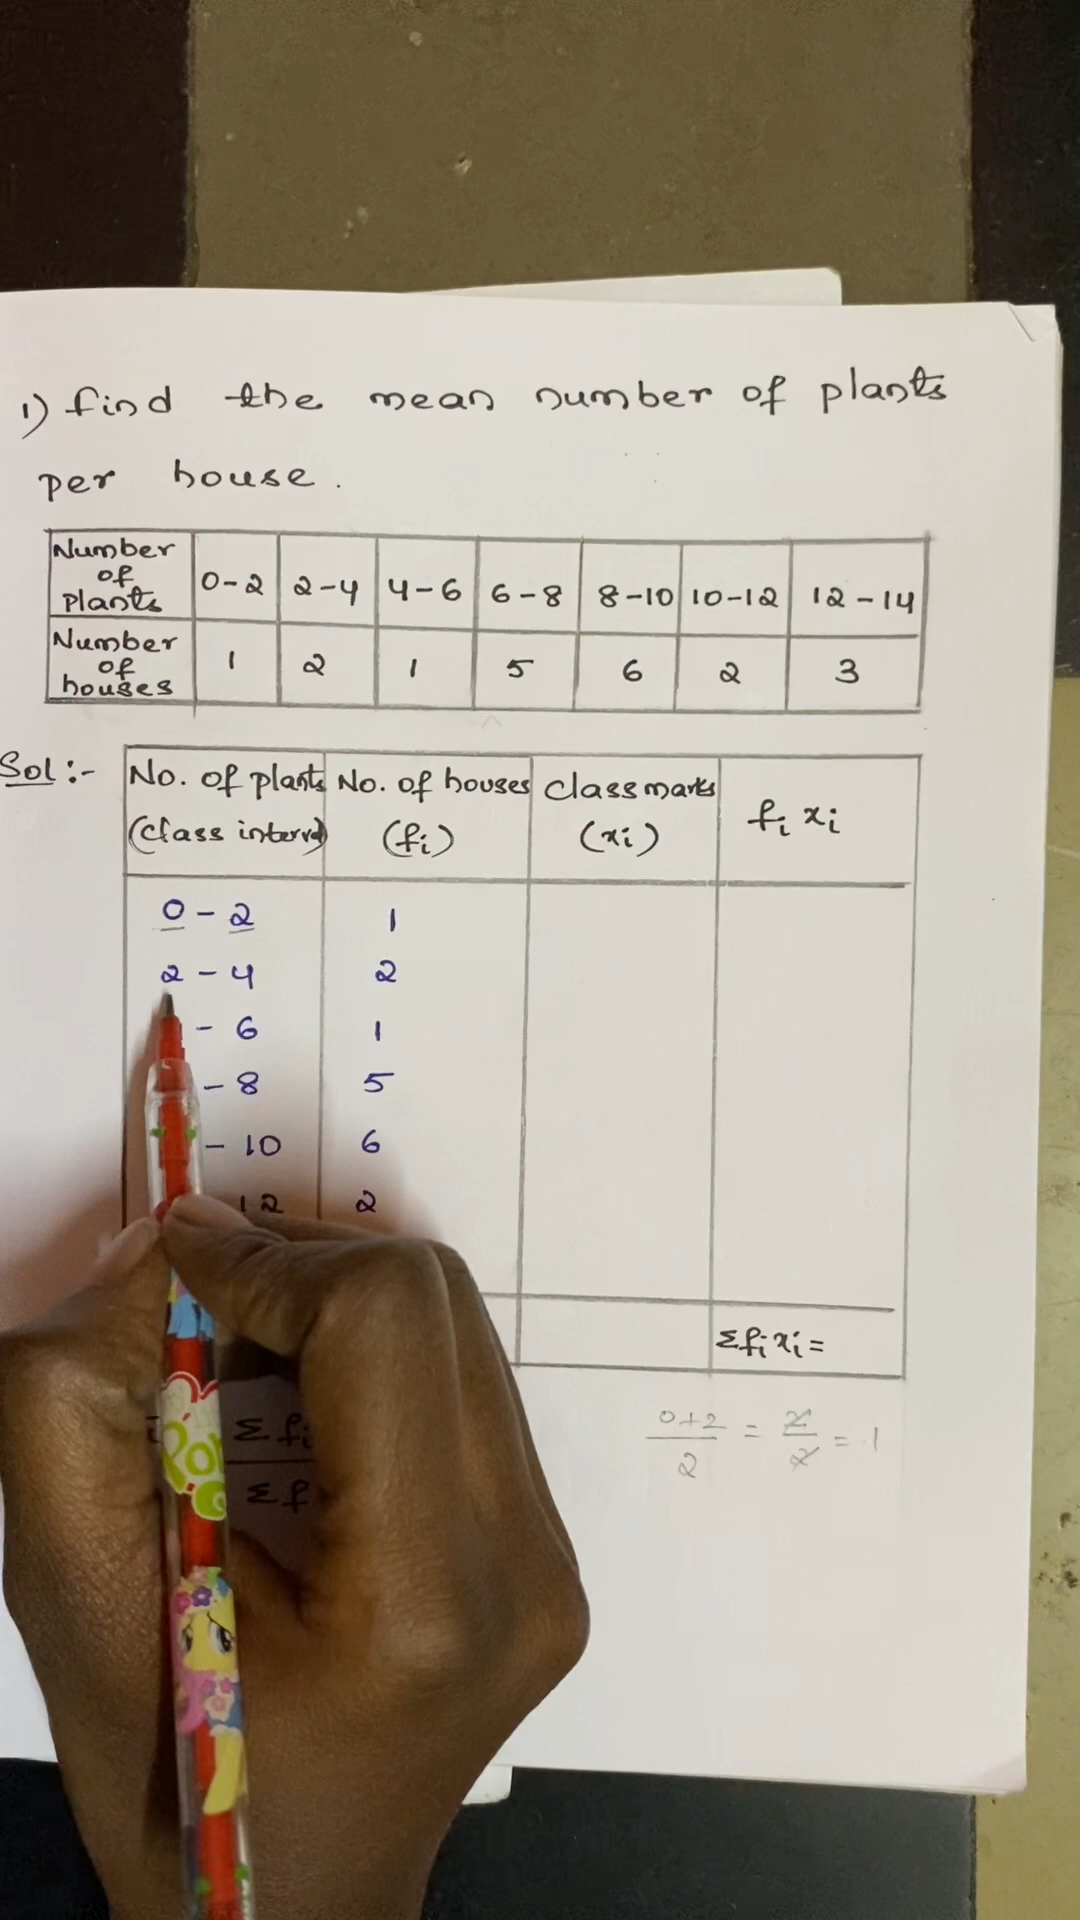 1) find the mean number of plants
per house.
Number of plants 0-2 2-4 4-6 6-8 8-10 10-12 12-14
Number of houses 1 2 1 5 6 2 3
Sol:- No. of plants No. of houses classmarks fi xi
(class interval) (fi) (xi)
0 - 2 1
2 - 4 2
- 6 1
- 8 5
- 10 6
12 2
Σfixi =
0+2/2 = 2/2 = 1
Σ fi
Σ f